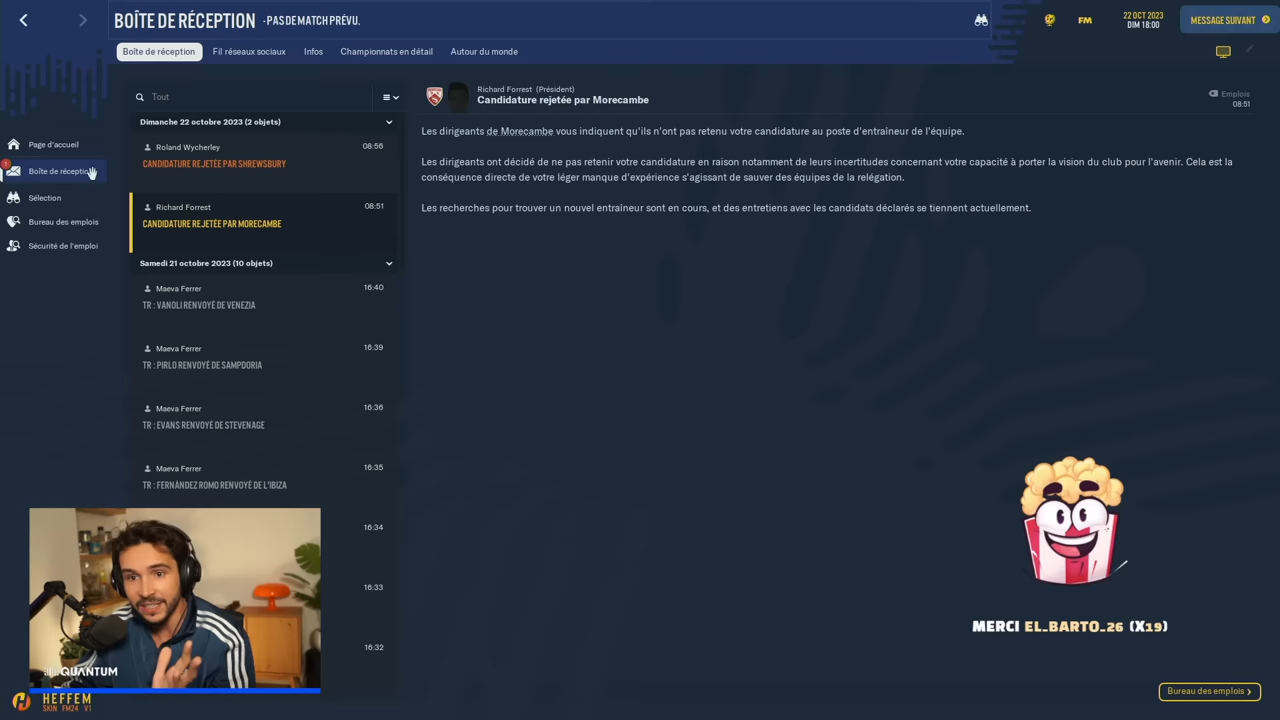 BOÎTE DE RÉCEPTION - PAS DE MATCH PRÉVU.
FM
22 OCT 2023
DIM 18:00
MESSAGE SUIVANT
Boîte de réception
Fil réseaux sociaux
Infos
Championnats en détail
Autour du monde
Page d'accueil
1
Boîte de réception
Sélection
Bureau des emplois
Sécurité de l'emploi
Tout
Dimanche 22 octobre 2023 (2 objets)
Roland Wycherley 08:56
CANDIDATURE REJETÉE PAR SHREWSBURY
Richard Forrest 08:51
CANDIDATURE REJETÉE PAR MORECAMBE
Samedi 21 octobre 2023 (10 objets)
Maeva Ferrer 16:40
TR : VANOLI RENVOYÉ DE VENEZIA
Maeva Ferrer 16:39
TR : PIRLO RENVOYÉ DE SAMPDORIA
Maeva Ferrer 16:36
TR : EVANS RENVOYÉ DE STEVENAGE
Maeva Ferrer 16:35
TR : FERNÁNDEZ ROMO RENVOYÉ DE L'IBIZA
16:34
16:33
16:32
Richard Forrest (Président)
Candidature rejetée par Morecambe
Emplois
08:51
Les dirigeants de Morecambe vous indiquent qu'ils n'ont pas retenu votre candidature au poste d'entraîneur de l'équipe.
Les dirigeants ont décidé de ne pas retenir votre candidature en raison notamment de leurs incertitudes concernant votre capacité à porter la vision du club pour l'avenir. Cela est la
conséquence directe de votre léger manque d'expérience s'agissant de sauver des équipes de la relégation.
Les recherches pour trouver un nouvel entraîneur sont en cours, et des entretiens avec les candidats déclarés se tiennent actuellement.
MERCI EL_BARTO_26 (X19)
Bureau des emplois
QUANTUM
HEFFEM
SKIN FM24 V1